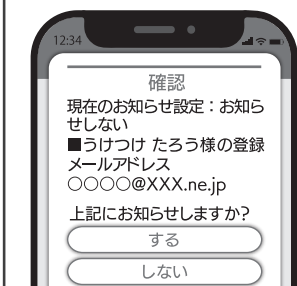 12:34
確認
現在のお知らせ設定：お知ら
せしない
■うけつけ たろう様の登録
メールアドレス
○○○○@XXX.ne.jp
上記にお知らせしますか?
する
しない